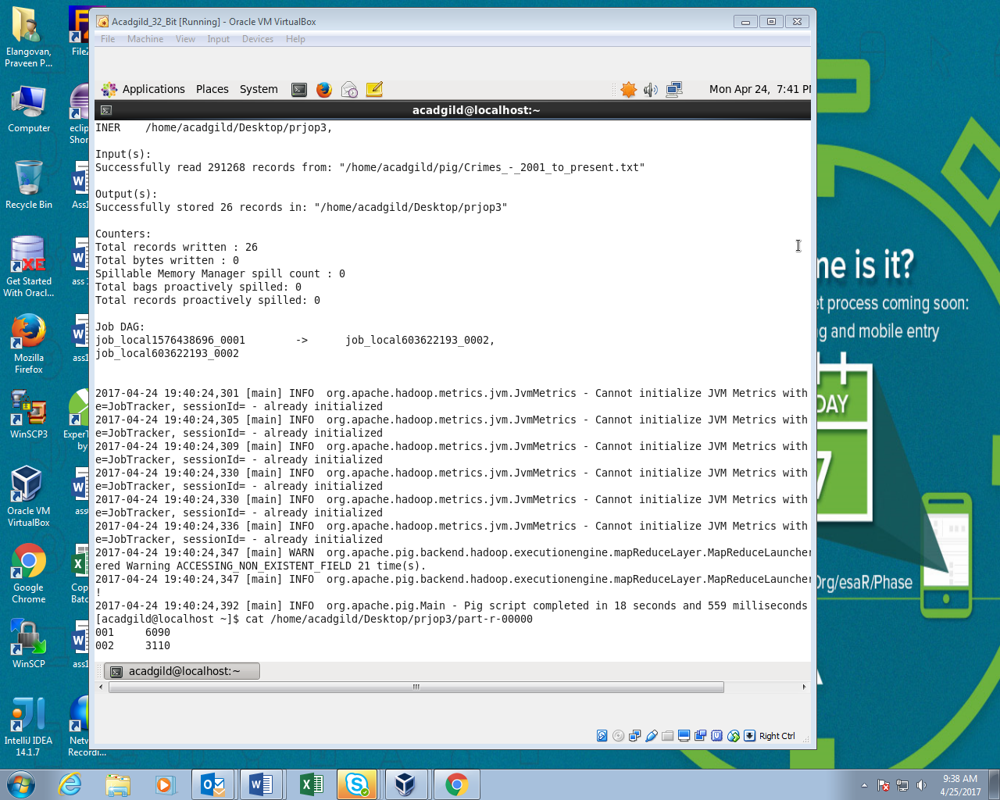 Acadgild_32_Bit [Running] - Oracle VM VirtualBox
File Machine View Input Devices Help
Applications Places System
Mon Apr 24, 7:41 P
acadgild@localhost:~
INER /home/acadgild/Desktop/prjop3,
Input(s):
Successfully read 291268 records from: "/home/acadgild/pig/Crimes_-_2001_to_present.txt"
Output(s):
Successfully stored 26 records in: "/home/acadgild/Desktop/prjop3"
Counters:
Total records written : 26
Total bytes written : 0
Spillable Memory Manager spill count : 0
Total bags proactively spilled: 0
Total records proactively spilled: 0
Job DAG:
job_local1576438696_0001 -> job_local603622193_0002,
job_local603622193_0002
2017-04-24 19:40:24,301 [main] INFO org.apache.hadoop.metrics.jvm.JvmMetrics - Cannot initialize JVM Metrics with
e=JobTracker, sessionId= - already initialized
2017-04-24 19:40:24,305 [main] INFO org.apache.hadoop.metrics.jvm.JvmMetrics - Cannot initialize JVM Metrics with
e=JobTracker, sessionId= - already initialized
2017-04-24 19:40:24,309 [main] INFO org.apache.hadoop.metrics.jvm.JvmMetrics - Cannot initialize JVM Metrics with
e=JobTracker, sessionId= - already initialized
2017-04-24 19:40:24,330 [main] INFO org.apache.hadoop.metrics.jvm.JvmMetrics - Cannot initialize JVM Metrics with
e=JobTracker, sessionId= - already initialized
2017-04-24 19:40:24,330 [main] INFO org.apache.hadoop.metrics.jvm.JvmMetrics - Cannot initialize JVM Metrics with
e=JobTracker, sessionId= - already initialized
2017-04-24 19:40:24,336 [main] INFO org.apache.hadoop.metrics.jvm.JvmMetrics - Cannot initialize JVM Metrics with
e=JobTracker, sessionId= - already initialized
2017-04-24 19:40:24,347 [main] WARN org.apache.pig.backend.hadoop.executionengine.mapReduceLayer.MapReduceLauncher
ered Warning ACCESSING_NON_EXISTENT_FIELD 21 time(s).
2017-04-24 19:40:24,347 [main] INFO org.apache.pig.backend.hadoop.executionengine.mapReduceLayer.MapReduceLauncher
!
2017-04-24 19:40:24,392 [main] INFO org.apache.pig.Main - Pig script completed in 18 seconds and 559 milliseconds
[acadgild@localhost ~]$ cat /home/acadgild/Desktop/prjop3/part-r-00000
001 6090
002 3110
acadgild@localhost:~
Right Ctrl
Elangovan,
Praveen P...
Computer
Recycle Bin
Get Started
With Oracl...
Mozilla
Firefox
WinSCP3
Oracle VM
VirtualBox
Google
Chrome
WinSCP
IntelliJ IDEA
14.1.7
FileZ
eclip
Shor
Ass1
ass
ass1
ExperT
by
ass
Cop
Batc
ass1
Netw
Recordi...
me is it?
et process coming soon:
g and mobile entry
DAY
7
Org/esaR/Phase
A
9:38 AM
4/25/2017